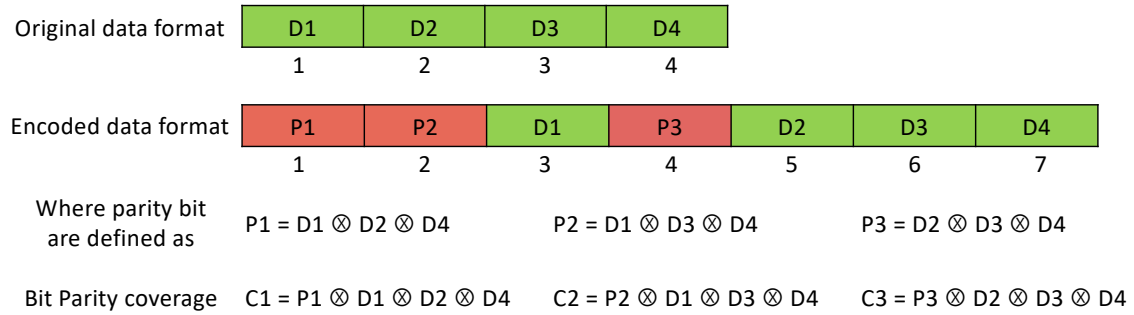 Original data format D1 D2 D3 D4
1 2 3 4
Encoded data format P1 P2 D1 P3 D2 D3 D4
1 2 3 4 5 6 7
Where parity bit
are defined as
P1 = D1 ⊗ D2 ⊗ D4 P2 = D1 ⊗ D3 ⊗ D4 P3 = D2 ⊗ D3 ⊗ D4
Bit Parity coverage C1 = P1 ⊗ D1 ⊗ D2 ⊗ D4 C2 = P2 ⊗ D1 ⊗ D3 ⊗ D4 C3 = P3 ⊗ D2 ⊗ D3 ⊗ D4